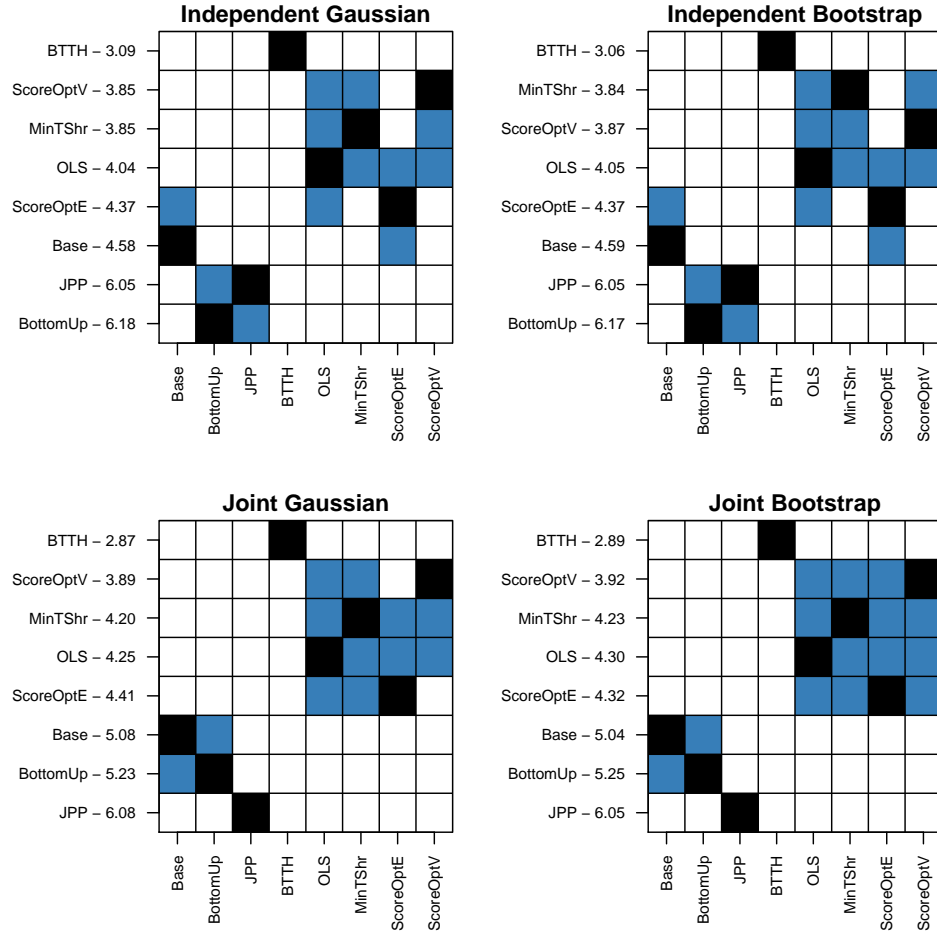 Independent Gaussian
BTTH − 3.09
ScoreOptV − 3.85
MinTShr − 3.85
OLS − 4.04
ScoreOptE − 4.37
Base − 4.58
JPP − 6.05
BottomUp − 6.18
Base
BottomUp
JPP
BTTH
OLS
MinTShr
ScoreOptE
ScoreOptV
Independent Bootstrap
BTTH − 3.06
MinTShr − 3.84
ScoreOptV − 3.87
OLS − 4.05
ScoreOptE − 4.37
Base − 4.59
JPP − 6.05
BottomUp − 6.17
Base
BottomUp
JPP
BTTH
OLS
MinTShr
ScoreOptE
ScoreOptV
Joint Gaussian
BTTH − 2.87
ScoreOptV − 3.89
MinTShr − 4.20
OLS − 4.25
ScoreOptE − 4.41
Base − 5.08
BottomUp − 5.23
JPP − 6.08
Base
BottomUp
JPP
BTTH
OLS
MinTShr
ScoreOptE
ScoreOptV
Joint Bootstrap
BTTH − 2.89
ScoreOptV − 3.92
MinTShr − 4.23
OLS − 4.30
ScoreOptE − 4.32
Base − 5.04
BottomUp − 5.25
JPP − 6.05
Base
BottomUp
JPP
BTTH
OLS
MinTShr
ScoreOptE
ScoreOptV